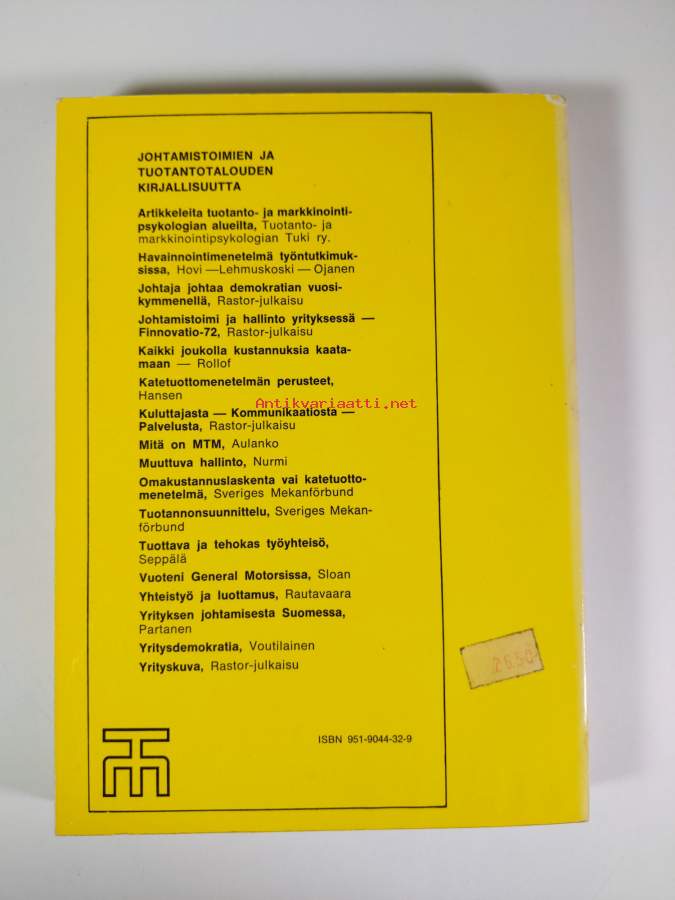 JOHTAMISTOIMIEN JA
TUOTANTOTALOUDEN
KIRJALLISUUTTA
Artikkeleita tuotanto- ja markkinointi-
psykologian alueilta, Tuotanto- ja
markkinointipsykologian Tuki ry.
Havainnointimenetelmä työntutkimuk-
sissa, Hovi — Lehmuskoski — Ojanen
Johtaja johtaa demokratian vuosi-
kymmenellä, Rastor-julkaisu
Johtamistoimi ja hallinto yrityksessä —
Finnovatio-72, Rastor-julkaisu
Kaikki joukolla kustannuksia kaata-
maan — Rollof
Katetuottomenetelmän perusteet,
Hansen
Antikvariaatti.net
Kuluttajasta — Kommunikaatiosta —
Palvelusta, Rastor-julkaisu
Mitä on MTM, Aulanko
Muuttuva hallinto, Nurmi
Omakustannuslaskenta vai katetuotto-
menetelmä, Sveriges Mekanförbund
Tuotannonsuunnittelu, Sveriges Mekan-
förbund
Tuottava ja tehokas työyhteisö,
Seppälä
Vuoteni General Motorsissa, Sloan
Yhteistyö ja luottamus, Rautavaara
Yrityksen johtamisesta Suomessa,
Partanen
Yritysdemokratia, Voutilainen
Yrityskuva, Rastor-julkaisu
26.50
ISBN 951-9044-32-9